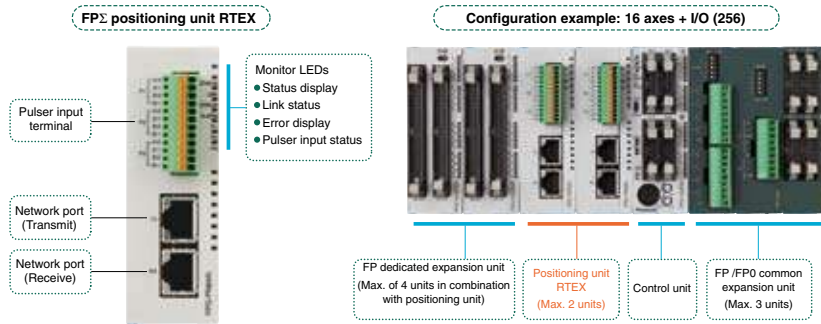 FPΣ positioning unit RTEX
Pulser input
terminal
Network port
(Transmit)
Network port
(Receive)
Monitor LEDs
● Status display
● Link status
● Error display
● Pulser input status
Configuration example: 16 axes + I/O (256)
FP dedicated expansion unit
(Max. of 4 units in combination
with positioning unit)
Positioning unit
RTEX
(Max. 2 units)
Control unit
FP /FP0 common
expansion unit
(Max. 3 units)